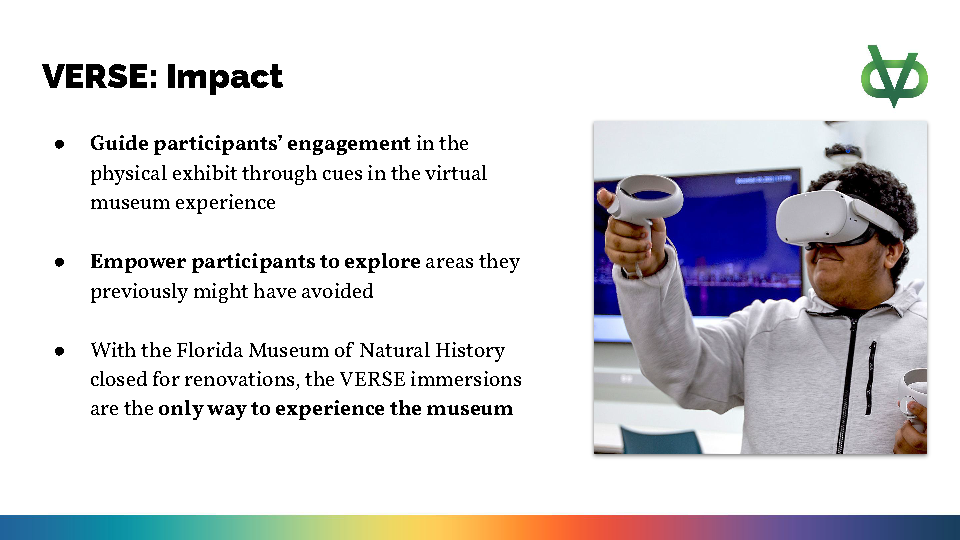 VERSE: Impact
● Guide participants’ engagement in the
physical exhibit through cues in the virtual
museum experience
● Empower participants to explore areas they
previously might have avoided
● With the Florida Museum of Natural History
closed for renovations, the VERSE immersions
are the only way to experience the museum